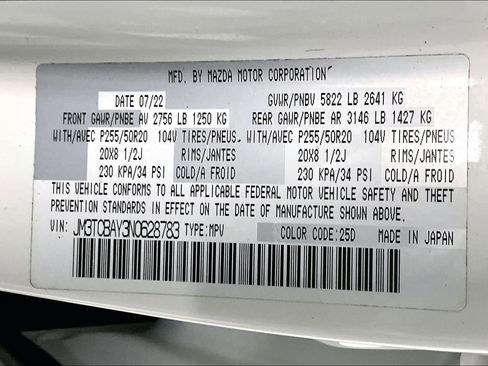 MFD. BY MAZDA MOTOR CORPORATION
DATE 07/22 GVWR/PNBV 5822 LB 2641 KG
FRONT GAWR/PNBE AV 2756 LB 1250 KG REAR GAWR/PNBE AR 3146 LB 1427 KG
WITH/AVEC P255/50R20 104V TIRES/PNEUS WITH/AVEC P255/50R20 104V TIRES/PNEUS
20X8 1/2J RIMS/JANTES 20X8 1/2J RIMS/JANTES
230 KPA/34 PSI COLD/A FROID 230 KPA/34 PSI COLD/A FROID
THIS VEHICLE CONFORMS TO ALL APPLICABLE FEDERAL MOTOR VEHICLE SAFETY AND THEFT
PREVENTION STANDARDS IN EFFECT ON THE DATE OF MANUFACTURE SHOWN ABOVE.
VIN: JM3TCBAY3N0628783 TYPE:MPV COLOR CODE:25D MADE IN JAPAN